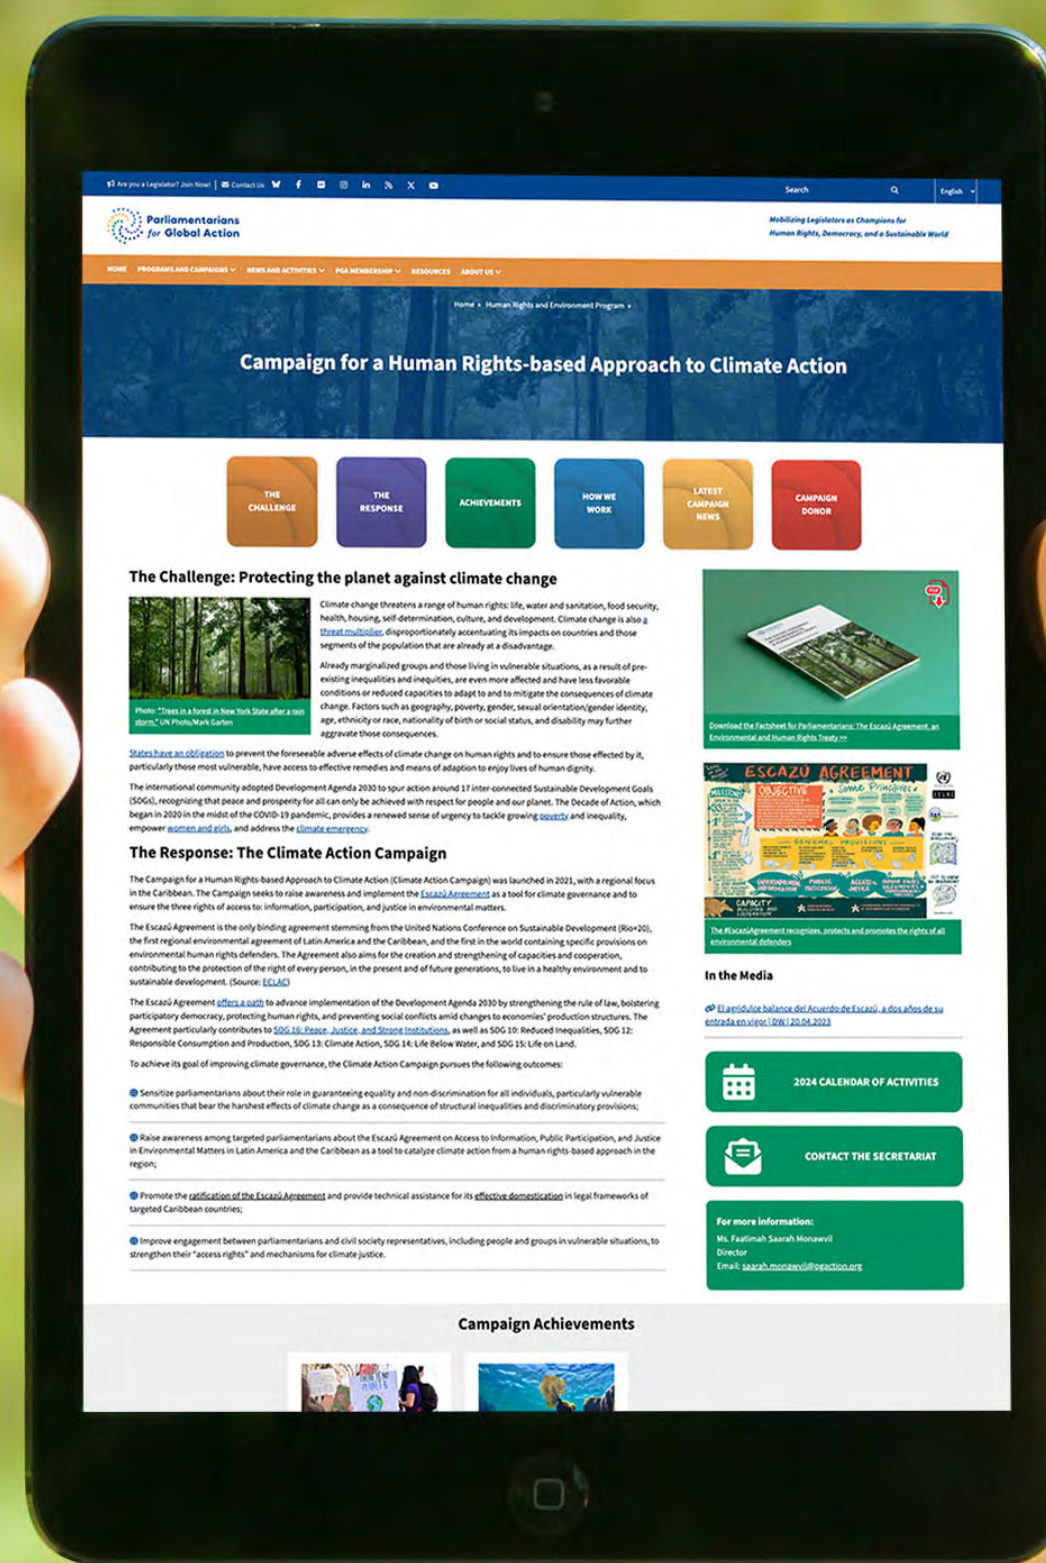 Are you a Legislator? Join Now! | Contact Us
Search
English
Parliamentarians
for Global Action
Mobilizing Legislators as Champions for
Human Rights, Democracy, and a Sustainable World
HOME PROGRAMS AND CAMPAIGNS NEWS AND ACTIVITIES PGA MEMBERSHIP RESOURCES ABOUT US
Home » Human Rights and Environment Program »
Campaign for a Human Rights-based Approach to Climate Action
THE
CHALLENGE
THE
RESPONSE
ACHIEVEMENTS
HOW WE
WORK
LATEST
CAMPAIGN
NEWS
CAMPAIGN
DONOR
The Challenge: Protecting the planet against climate change
Climate change threatens a range of human rights: life, water and sanitation, food security,
health, housing, self-determination, culture, and development. Climate change is also a
threat multiplier, disproportionately accentuating its impacts on countries and those
segments of the population that are already at a disadvantage.
Already marginalized groups and those living in vulnerable situations, as a result of pre-
existing inequalities and inequities, are even more affected and have less favorable
conditions or reduced capacities to adapt to and to mitigate the consequences of climate
change. Factors such as geography, poverty, gender, sexual orientation/gender identity,
age, ethnicity or race, nationality of birth or social status, and disability may further
aggravate those consequences.
Photo: "Trees in a forest in New York State after a rain
storm." UN Photo/Mark Garten
States have an obligation to prevent the foreseeable adverse effects of climate change on human rights and to ensure those effected by it,
particularly those most vulnerable, have access to effective remedies and means of adaption to enjoy lives of human dignity.
The international community adopted Development Agenda 2030 to spur action around 17 inter-connected Sustainable Development Goals
(SDGs), recognizing that peace and prosperity for all can only be achieved with respect for people and our planet. The Decade of Action, which
began in 2020 in the midst of the COVID-19 pandemic, provides a renewed sense of urgency to tackle growing poverty and inequality,
empower women and girls, and address the climate emergency.
The Response: The Climate Action Campaign
The Campaign for a Human Rights-based Approach to Climate Action (Climate Action Campaign) was launched in 2021, with a regional focus
in the Caribbean. The Campaign seeks to raise awareness and implement the Escazú Agreement as a tool for climate governance and to
ensure the three rights of access to: information, participation, and justice in environmental matters.
The Escazú Agreement is the only binding agreement stemming from the United Nations Conference on Sustainable Development (Rio+20),
the first regional environmental agreement of Latin America and the Caribbean, and the first in the world containing specific provisions on
environmental human rights defenders. The Agreement also aims for the creation and strengthening of capacities and cooperation,
contributing to the protection of the right of every person, in the present and of future generations, to live in a healthy environment and to
sustainable development. (Source: ECLAC)
The Escazú Agreement offers a path to advance implementation of the Development Agenda 2030 by strengthening the rule of law, bolstering
participatory democracy, protecting human rights, and preventing social conflicts amid changes to economies' production structures. The
Agreement particularly contributes to SDG 16: Peace, Justice, and Strong Institutions, as well as SDG 10: Reduced Inequalities, SDG 12:
Responsible Consumption and Production, SDG 13: Climate Action, SDG 14: Life Below Water, and SDG 15: Life on Land.
To achieve its goal of improving climate governance, the Climate Action Campaign pursues the following outcomes:
Sensitize parliamentarians about their role in guaranteeing equality and non-discrimination for all individuals, particularly vulnerable
communities that bear the harshest effects of climate change as a consequence of structural inequalities and discriminatory provisions;
Raise awareness among targeted parliamentarians about the Escazú Agreement on Access to Information, Public Participation, and Justice
in Environmental Matters in Latin America and the Caribbean as a tool to catalyze climate action from a human rights-based approach in the
region;
Promote the ratification of the Escazú Agreement and provide technical assistance for its effective domestication in legal frameworks of
targeted Caribbean countries;
Improve engagement between parliamentarians and civil society representatives, including people and groups in vulnerable situations, to
strengthen their "access rights" and mechanisms for climate justice.
PDF
Download the Factsheet for Parliamentarians: The Escazú Agreement, an
Environmental and Human Rights Treaty >>
ESCAZÚ AGREEMENT
MILESTONES
OBJECTIVE
Some Principles
GENERAL PROVISIONS
PUBLIC
CAPACITY
BUILDING AND
COOPERATION
The #EscazúAgreement recognizes, protects and promotes the rights of all
environmental defenders
In the Media
El agridulce balance del Acuerdo de Escazú, a dos años de su
entrada en vigor | DW | 20.04.2023
2024 CALENDAR OF ACTIVITIES
CONTACT THE SECRETARIAT
For more information:
Ms. Faatimah Saarah Monawvil
Director
Email: saarah.monawvil@pgaction.org
Campaign Achievements
THERE IS NO
PLANET B